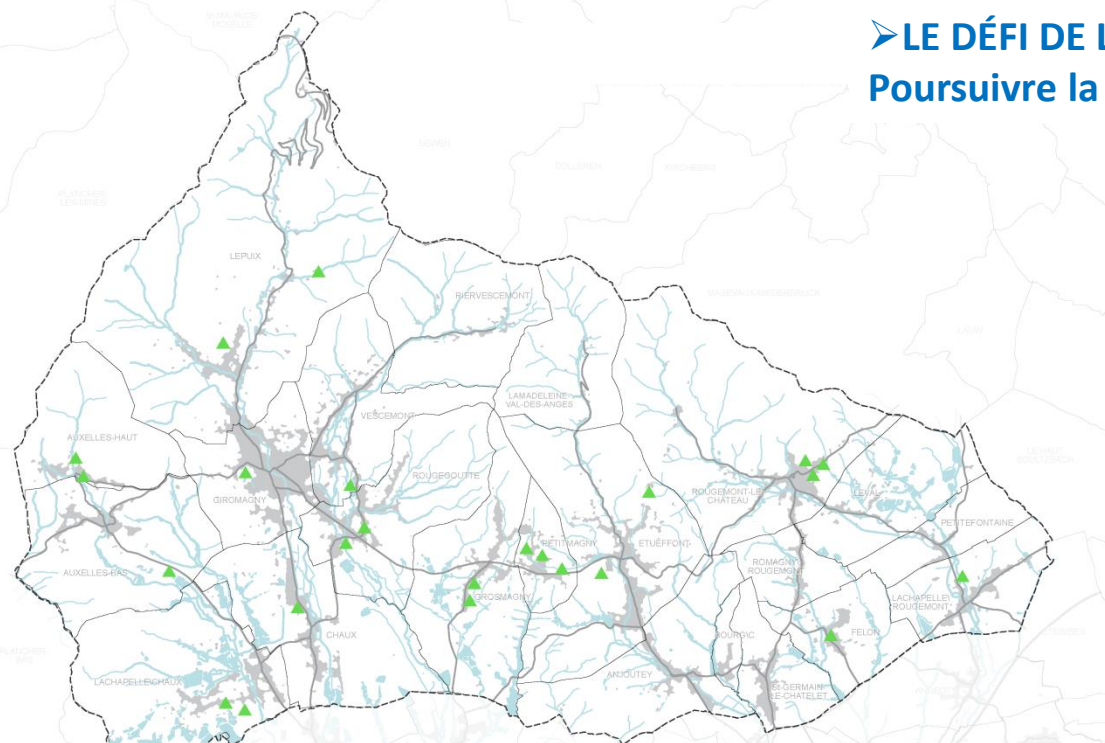 ➢LE DÉFI DE L
Poursuivre la
LEPUIX
RIERVESCEMONT
LAMADELEINE-
VAL-DES-ANGES
VESCEMONT
AUXELLES-HAUT
ROUGEGOUTTE
GIROMAGNY
ROUGEMONT-LE-
CHÂTEAU
LEVAL
PETITEFONTAINE
PETITMAGNY
ETUEFFONT
ROMAGNY-
ROUGEMONT
AUXELLES-BAS
GROSMAGNY
LACHAPELLE-
ROUGEMONT
CHAUX
BOURG\C
FELON
LACHAPELLE-CHAUX
ANJOUTEY
St-GERMAIN
LE-CHATELET